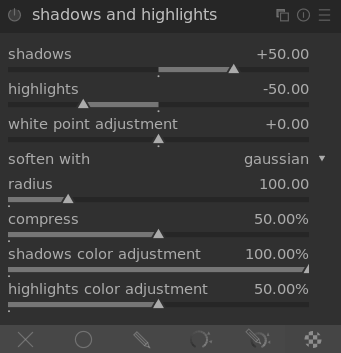 shadows and highlights
shadows +50.00
highlights -50.00
white point adjustment +0.00
soften with gaussian
radius 100.00
compress 50.00%
shadows color adjustment 100.00%
highlights color adjustment 50.00%